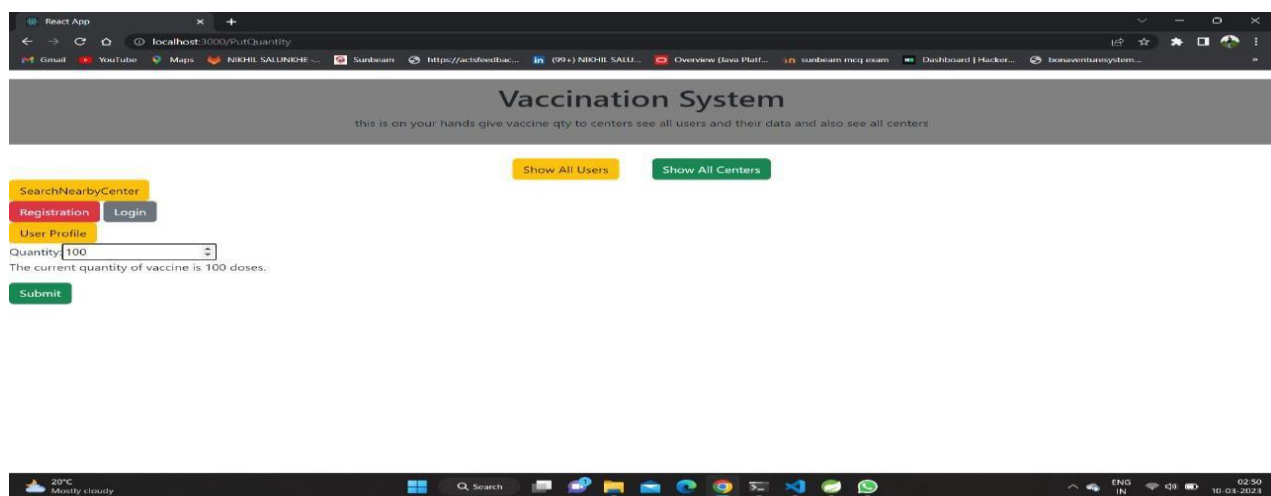 React App
localhost:3000/PutQuantity
Gmail YouTube Maps NIKHIL SALUNKHE -... Sunbeam https://actsfeedbac... (99+) NIKHIL SALU... Overview (Java Platf... sunbeam mcq exam Dashboard | Hacker... bonaventuresystem... »
Vaccination System
this is on your hands give vaccine qty to centers see all users and their data and also see all centers
Show All Users Show All Centers
SearchNearbyCenter
Registration Login
User Profile
Quantity: 100
The current quantity of vaccine is 100 doses.
Submit
20°C
Mostly cloudy
Search
ENG
IN
02:50
10-03-2023